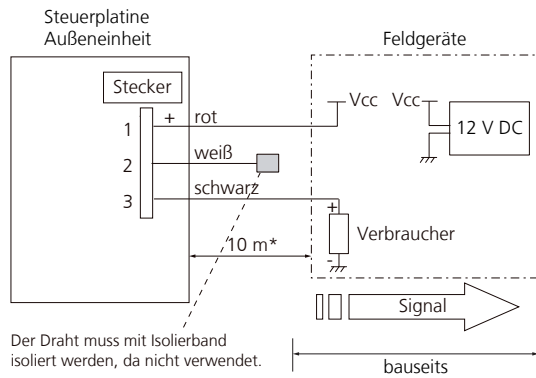 Steuerplatine
Außeneinheit
Feldgeräte
Stecker
1
+
rot
Vcc
Vcc
12 V DC
2
weiß
3
schwarz
+
Verbraucher
-
10 m*
Signal
Der Draht muss mit Isolierband
isoliert werden, da nicht verwendet.
bauseits